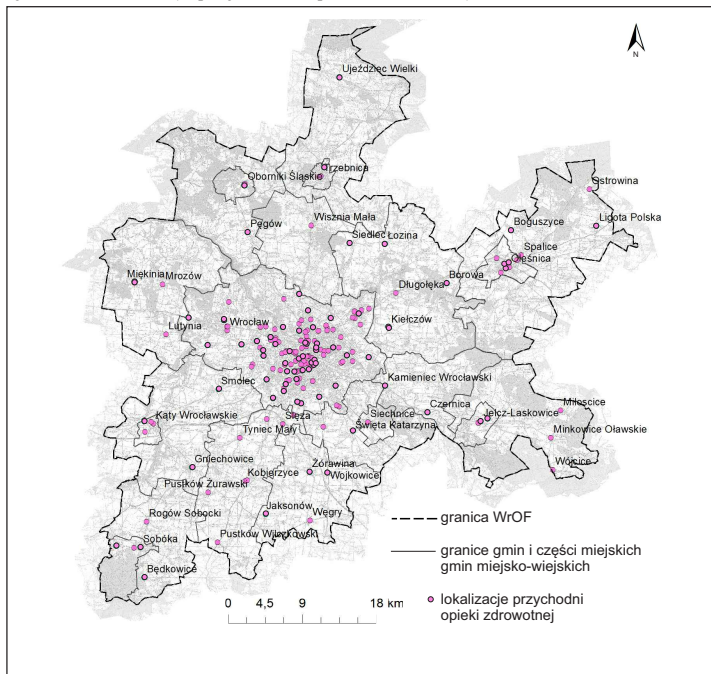 N
Ujeździec Wielki
Trzebnica
Oborniki Śląskie
Ostrowina
Pęgów
Wisznia Mała
Boguszyce
Ligota Polska
Siedlec
Łozina
Spalice
Oleśnica
Miękinia
Mrozów
Borowa
Długołęka
Lutynia
Wrocław
Kiełczów
Smolec
Kamieniec Wrocławski
Kąty Wrocławskie
Ślęza
Siechnice
Czernica
Jelcz-Laskowice
Miłoscice
Tyniec Mały
Święta Katarzyna
Minkowice Oławskie
Gniechowice
Żórawina
Wójcice
Pustków Żurawski
Kobierzyce
Wojkowice
Rogów Sobocki
Jaksonów
Węgry
Sobóka
Pustków Wilczkowski
Będkowice
granica WrOF
granice gmin i części miejskich
gmin miejsko-wiejskich
lokalizacje przychodni
opieki zdrowotnej
0 4,5 9 18 km